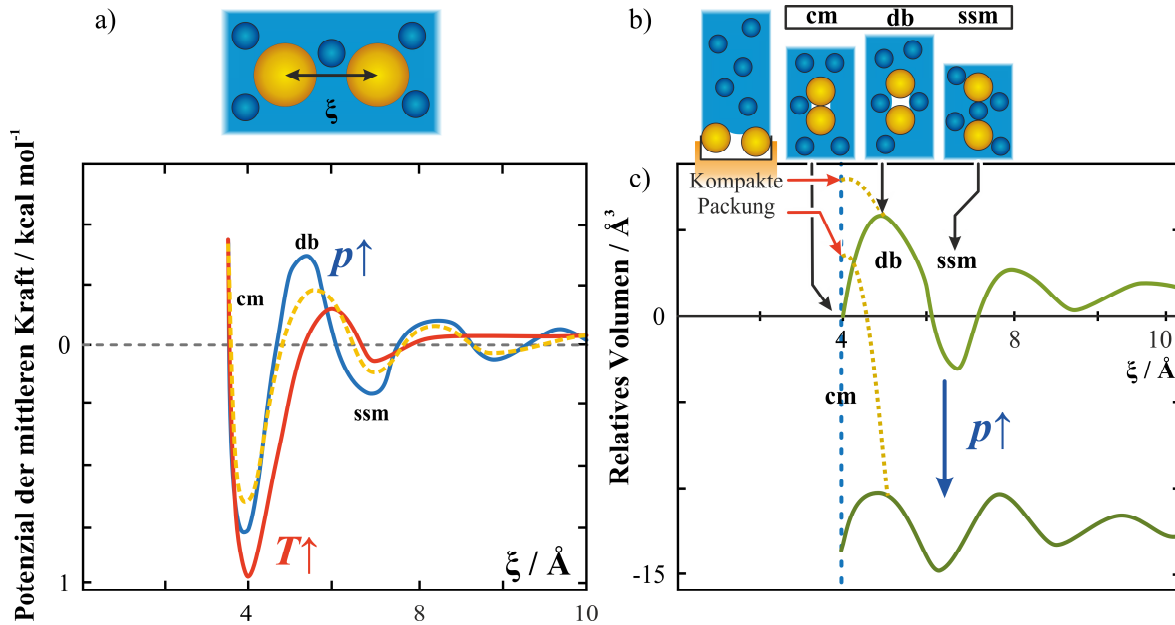 a)
ξ
Potenzial der mittleren Kraft / kcal mol⁻¹
db
p↑
cm
0
ssm
T↑
ξ / Å
1
4
6
8
10
b)
cm db ssm
c)
Kompakte
Packung
Relatives Volumen / Å³
db
ssm
0
4
8
10
ξ / Å
cm
p↑
-15